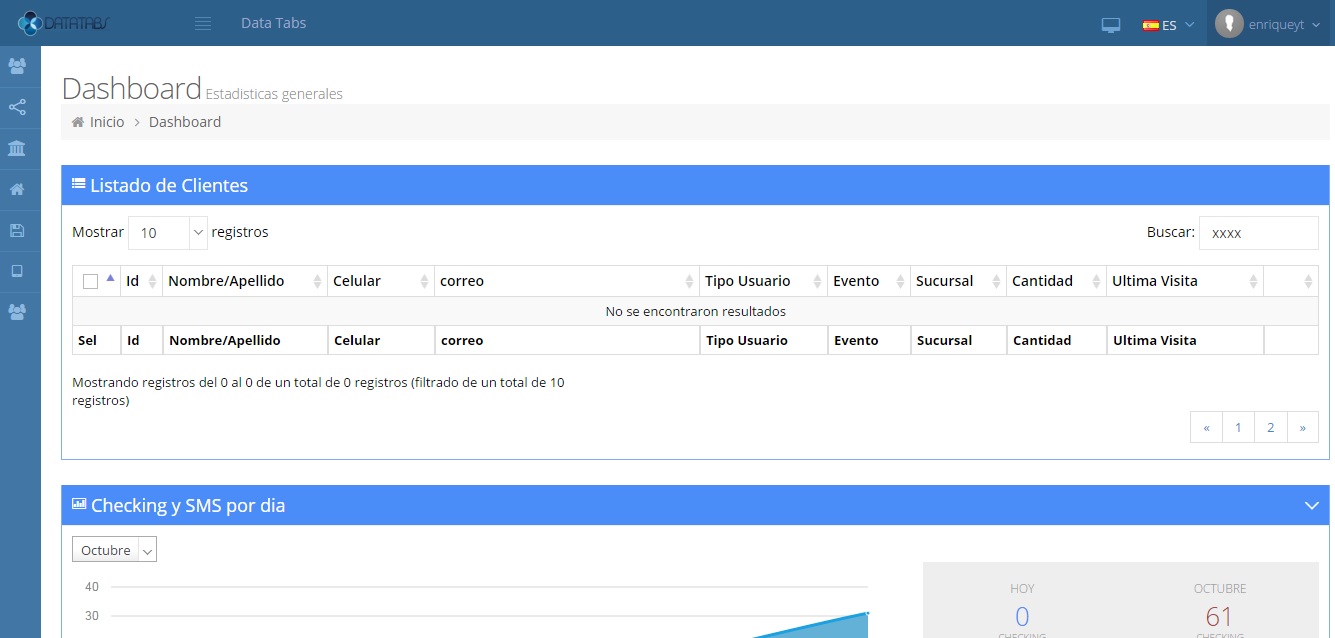 DATATABS
Data Tabs
ES
enriqueyt
Dashboard Estadisticas generales
Inicio > Dashboard
Listado de Clientes
Mostrar 10 registros
Buscar: xxxx
Id Nombre/Apellido Celular correo Tipo Usuario Evento Sucursal Cantidad Ultima Visita
No se encontraron resultados
Sel Id Nombre/Apellido Celular correo Tipo Usuario Evento Sucursal Cantidad Ultima Visita
Mostrando registros del 0 al 0 de un total de 0 registros (filtrado de un total de 10
registros)
« 1 2 »
Checking y SMS por dia
Octubre
40
30
HOY OCTUBRE
0 61
CHECKING CHECKING